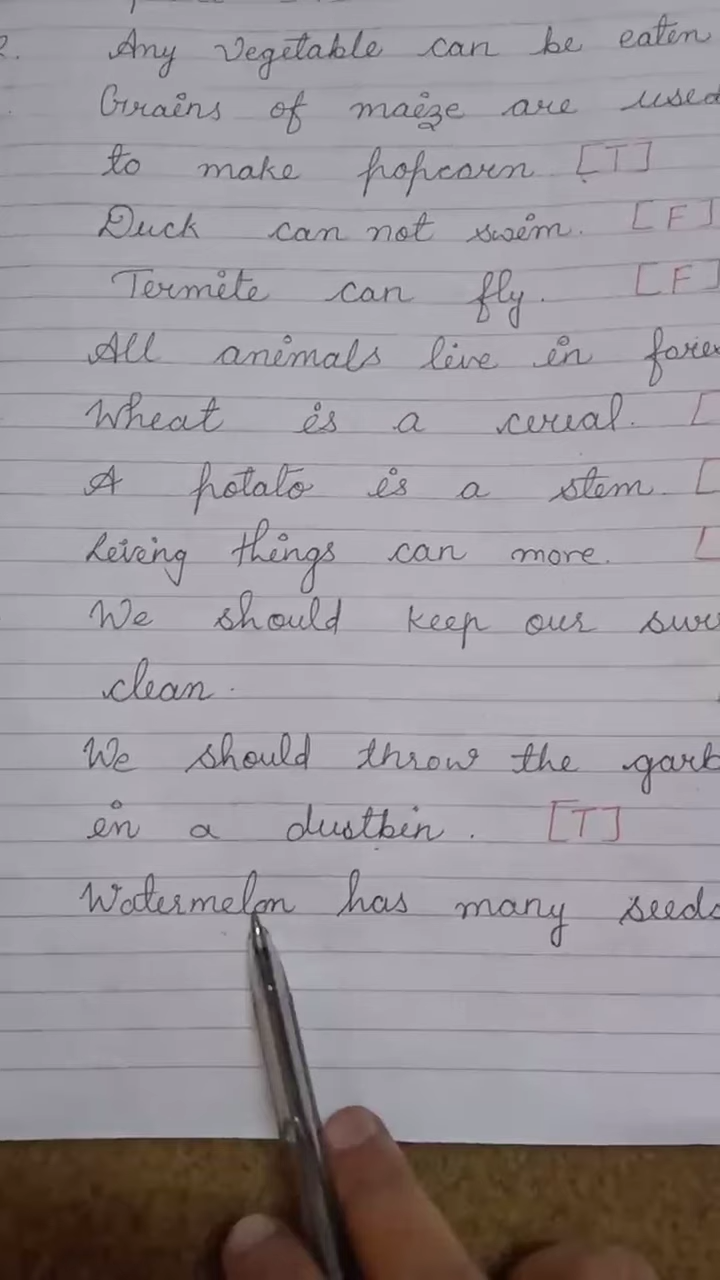 2. Any vegetable can be eaten
Grains of maize are used
to make popcorn [T]
Duck can not swim. [F]
Termite can fly. [F]
All animals live in
Wheat is a cereal. [
A potato is a stem. [
Living things can more. [
We should keep our
clean.
We should throw the
in a dustbin. [T]
Watermelon has many seeds